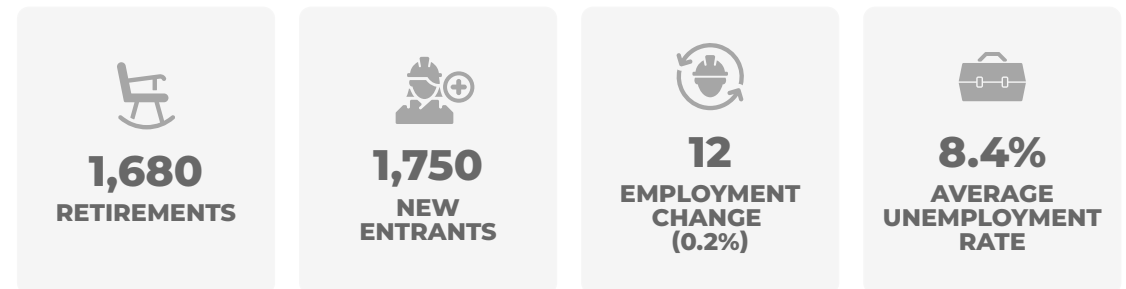 1,680
RETIREMENTS
1,750
NEW
ENTRANTS
12
EMPLOYMENT
CHANGE
(0.2%)
8.4%
AVERAGE
UNEMPLOYMENT
RATE